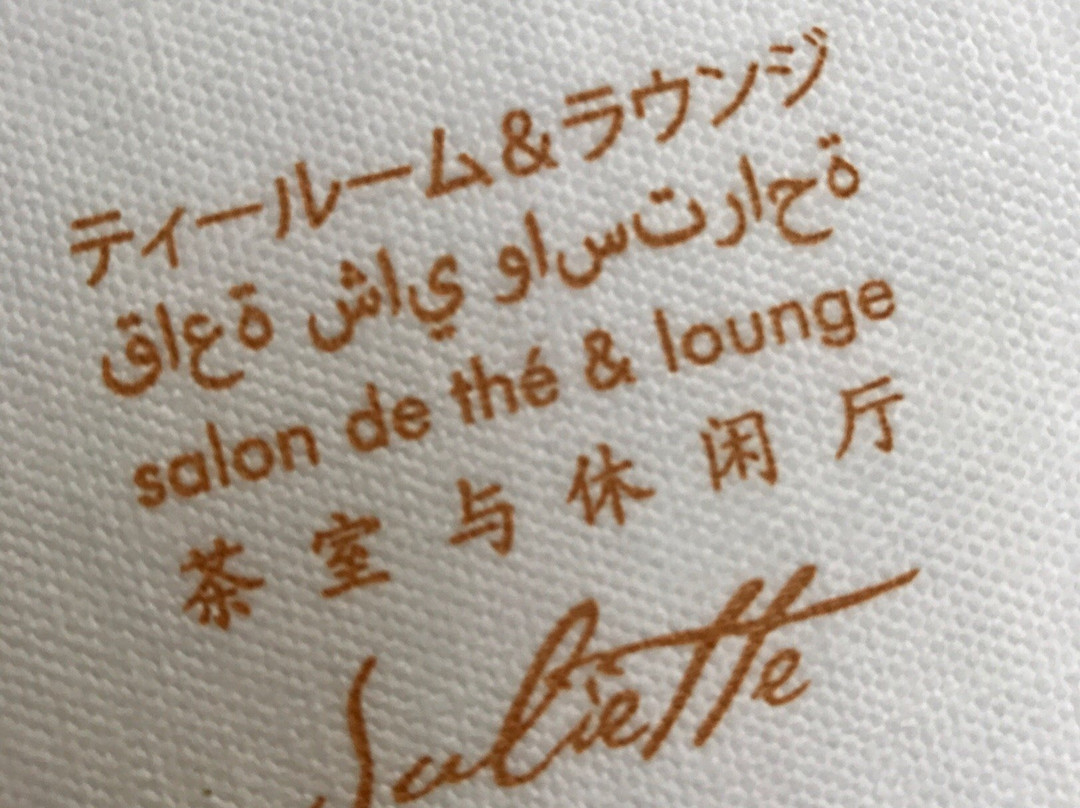 ティールーム&ラウンジ
قاعة شاي واستراحة
salon de thé & lounge
茶室与休闲厅
Juliette